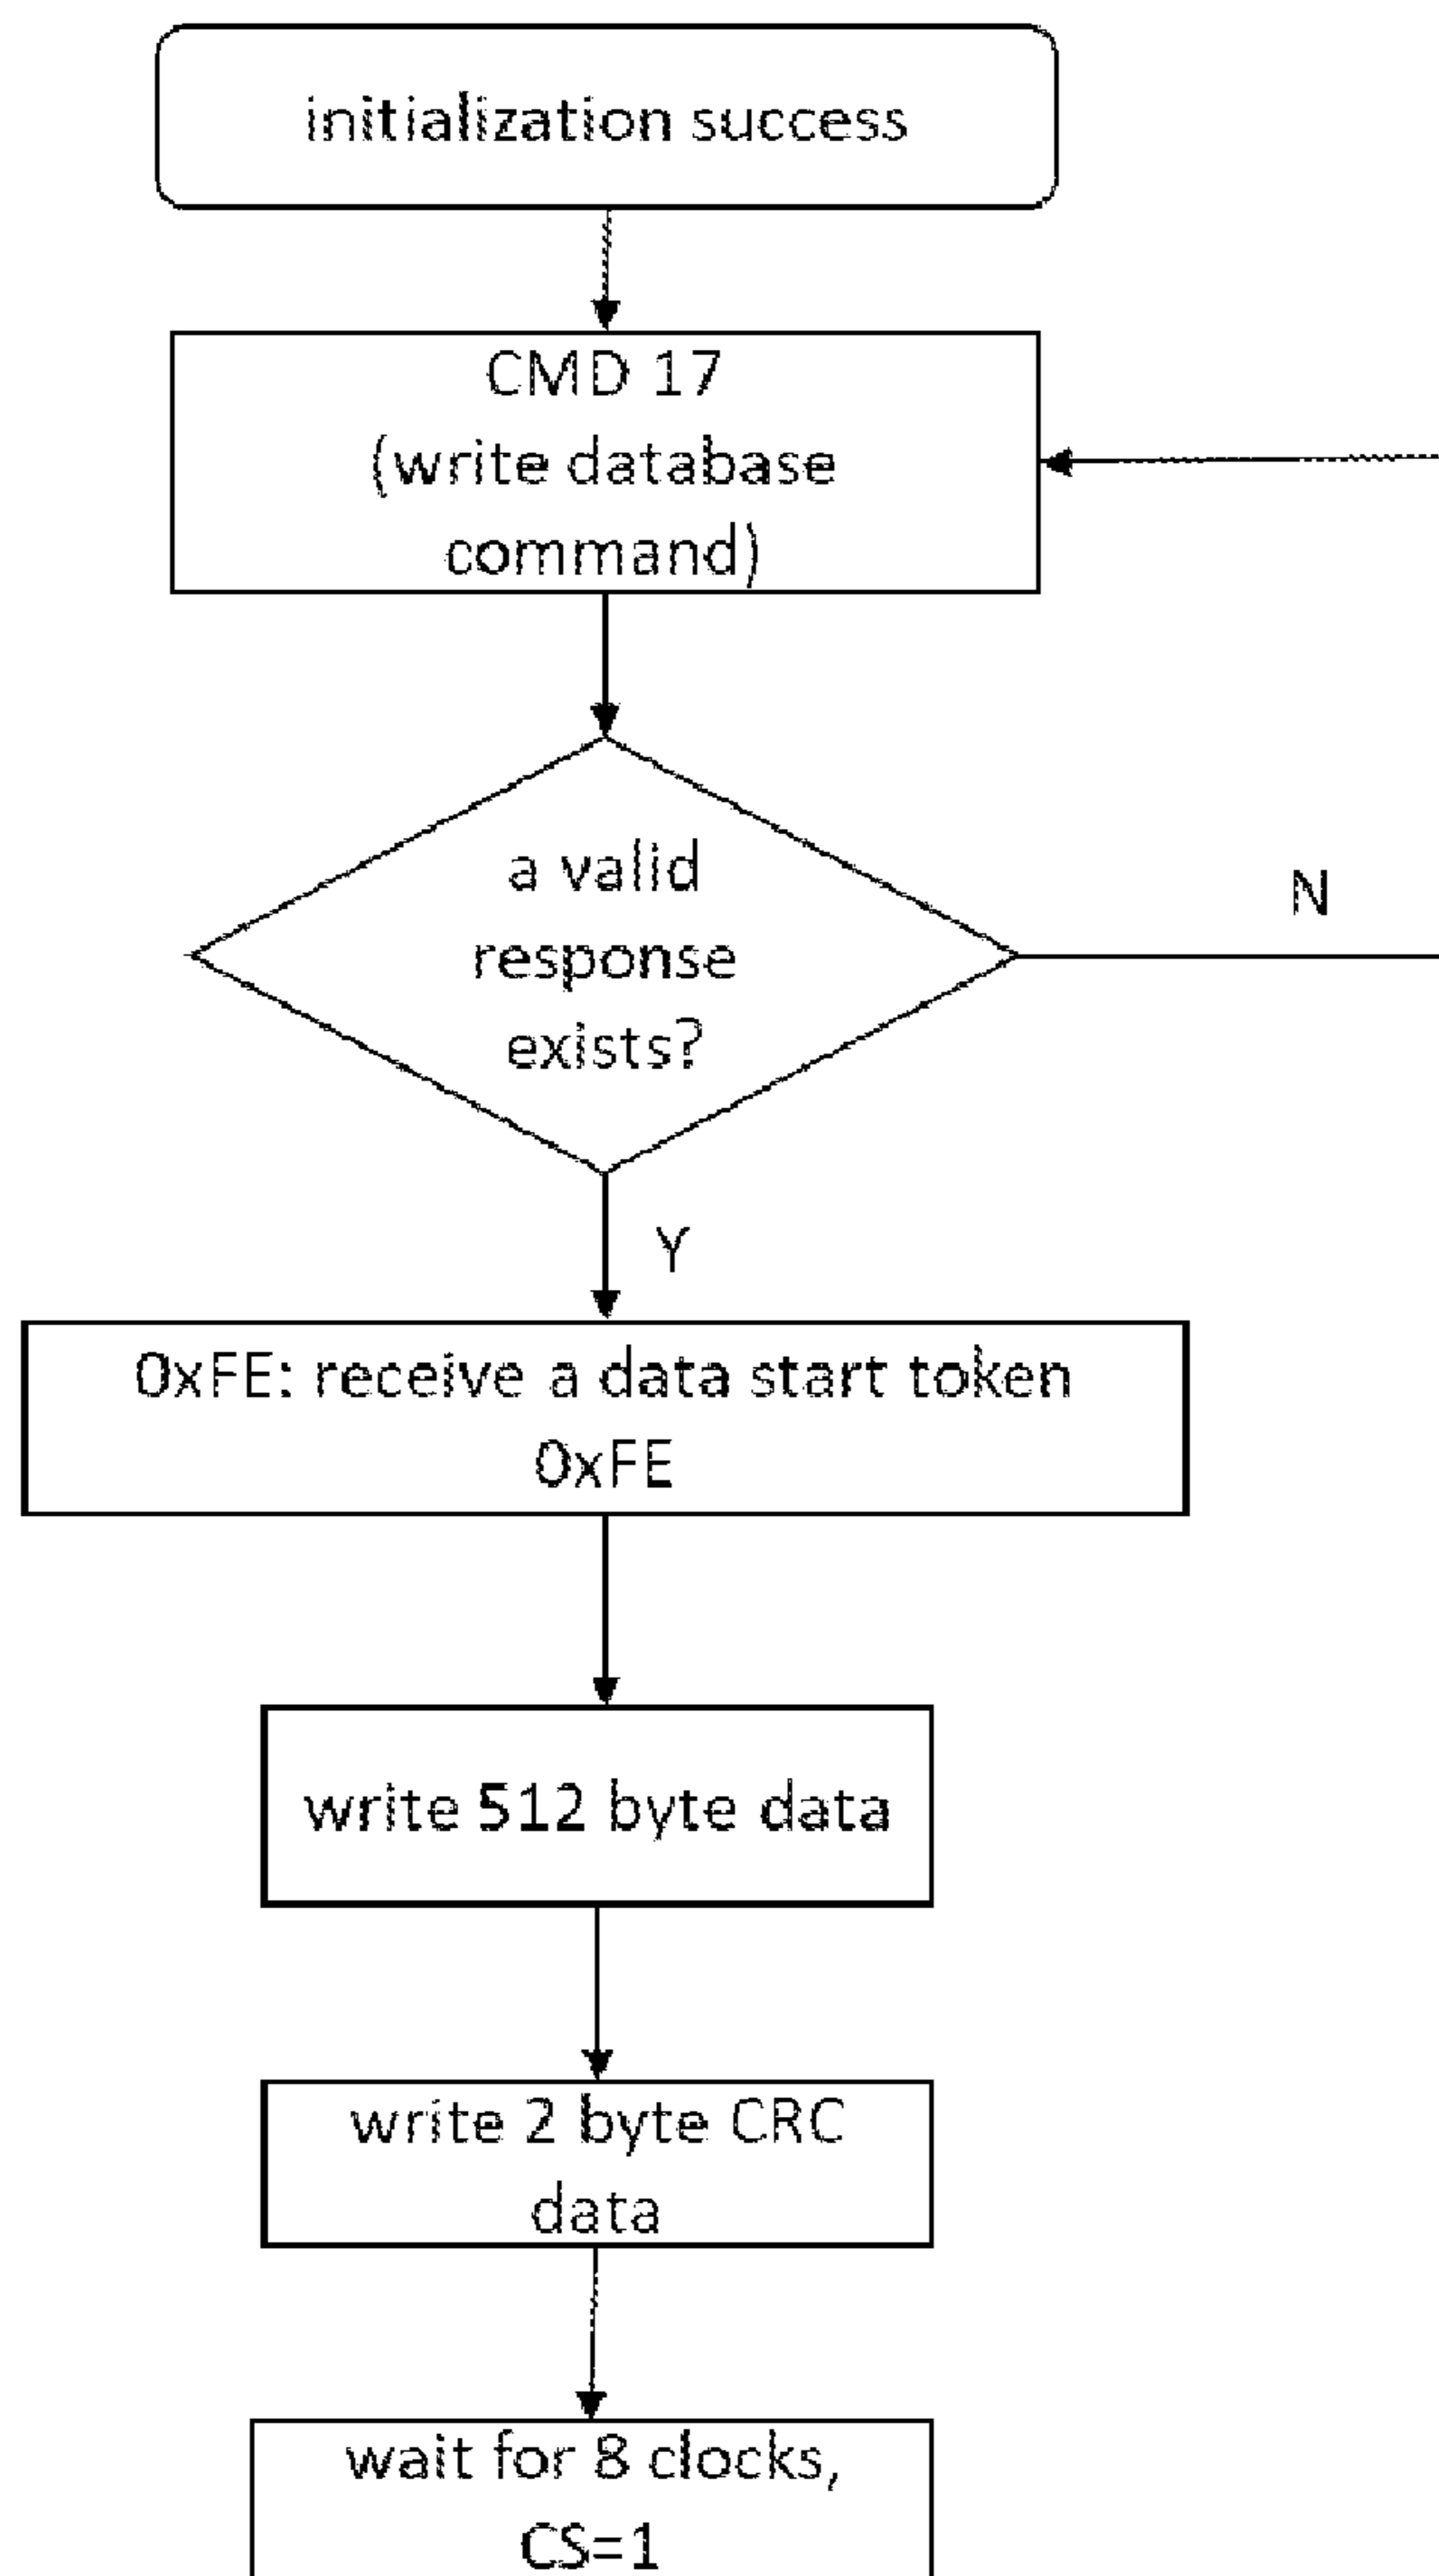 initialization success
CMD 17
(write database
command)
a valid
response
exists?
N
Y
0xFE: receive a data start token
0xFE
write 512 byte data
write 2 byte CRC
data
wait for 8 clocks,
CS=1